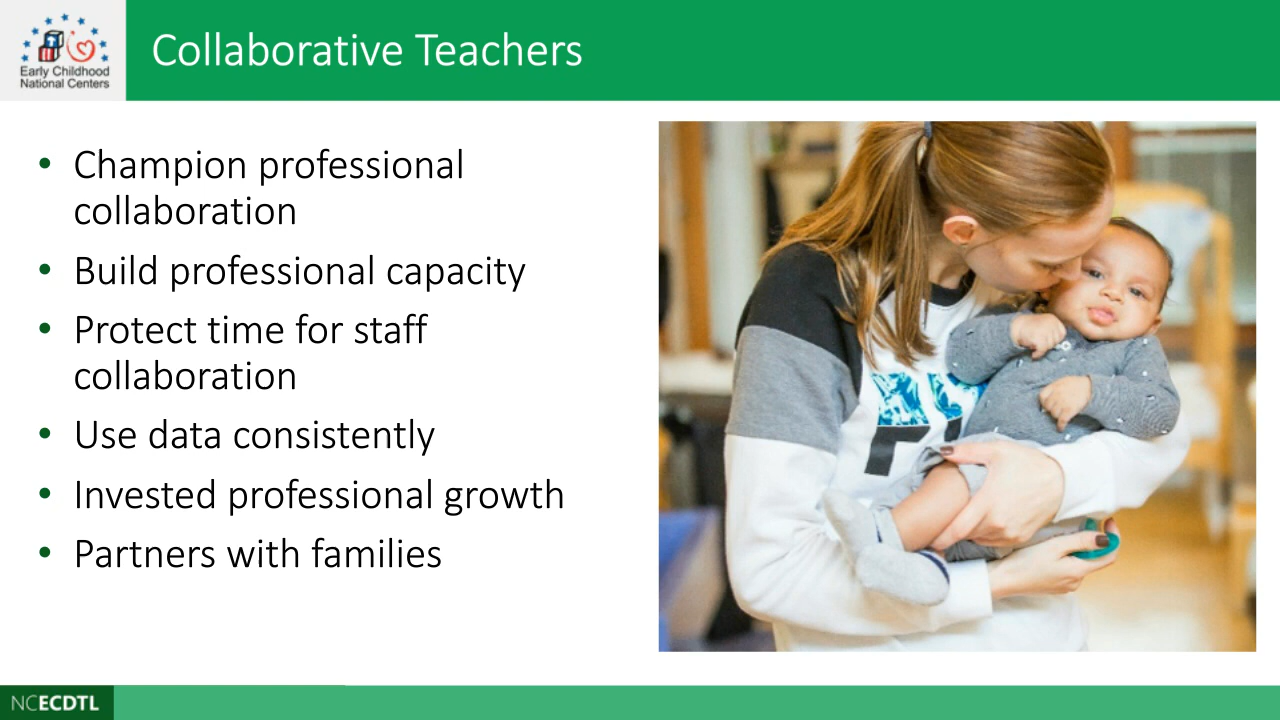 Early Childhood
National Centers
Collaborative Teachers
• Champion professional
collaboration
• Build professional capacity
• Protect time for staff
collaboration
• Use data consistently
• Invested professional growth
• Partners with families
NCECDTL